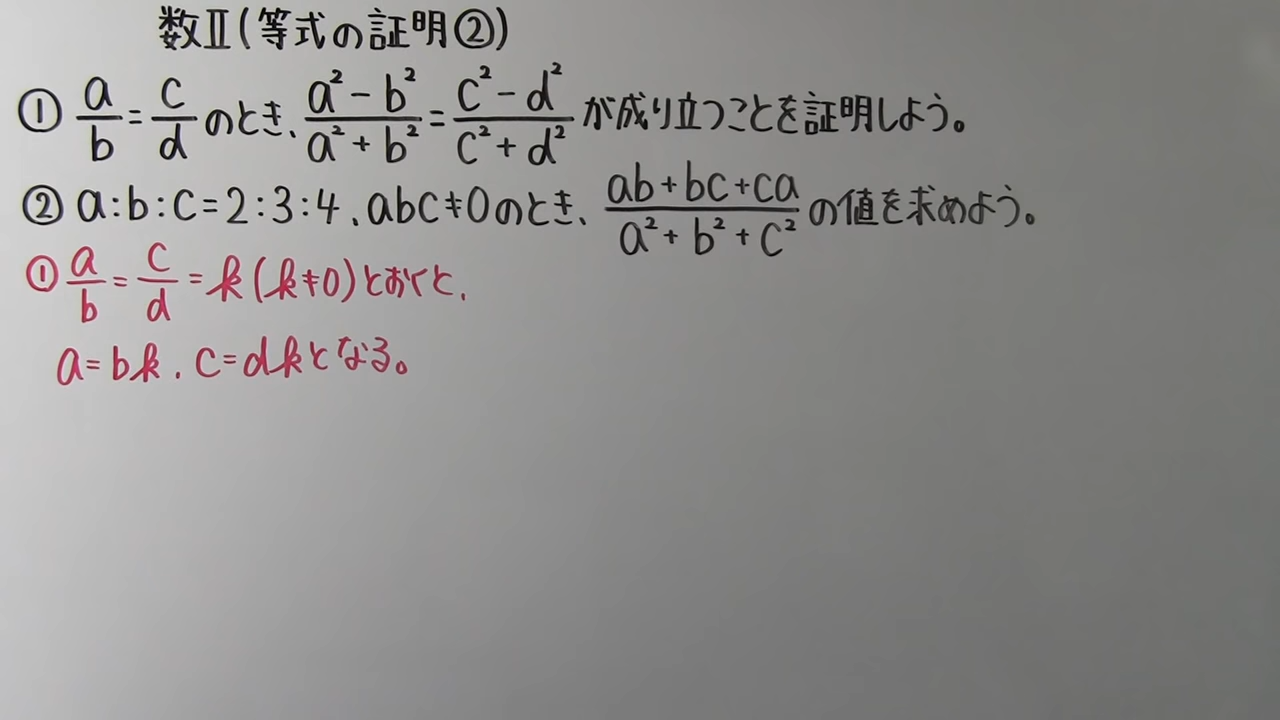 数Ⅱ(等式の証明②)
① a/b = c/d のとき、(a²-b²)/(a²+b²) = (c²-d²)/(c²+d²) が成り立つことを証明しよう。
② a:b:c=2:3:4、abc≠0のとき、(ab+bc+ca)/(a²+b²+c²) の値を求めよう。
① a/b = c/d = k (k≠0)とおくと、
a=bk、c=dkとなる。